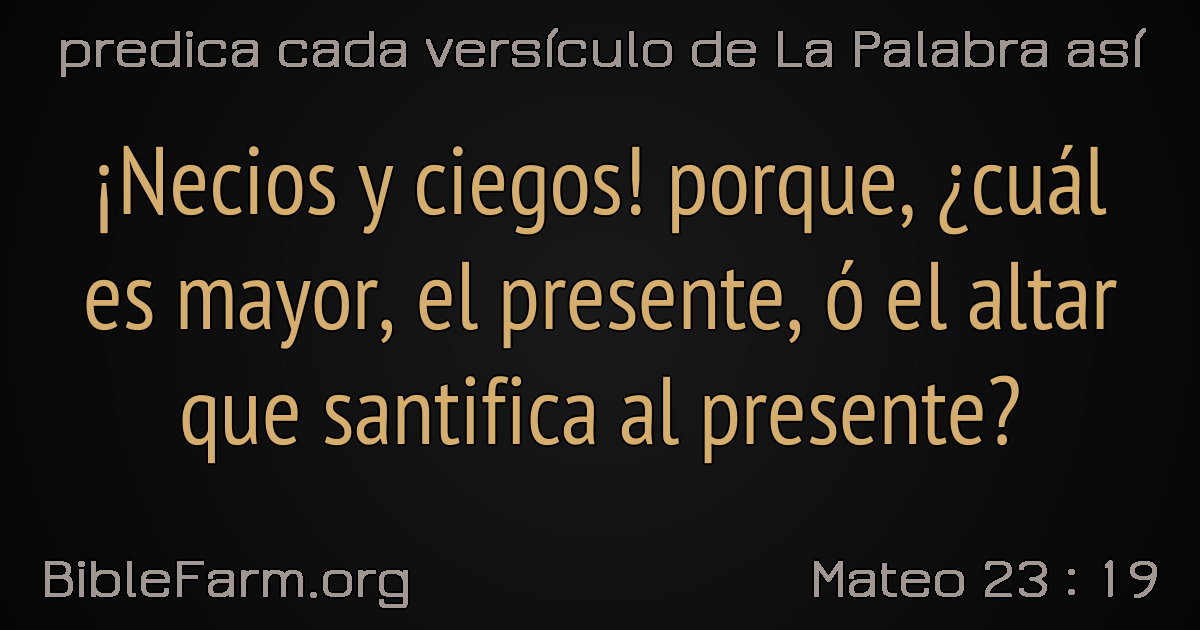 predica cada versículo de La Palabra así
¡Necios y ciegos! porque, ¿cuál
es mayor, el presente, ó el altar
que santifica al presente?
BibleFarm.org
Mateo 23 : 19